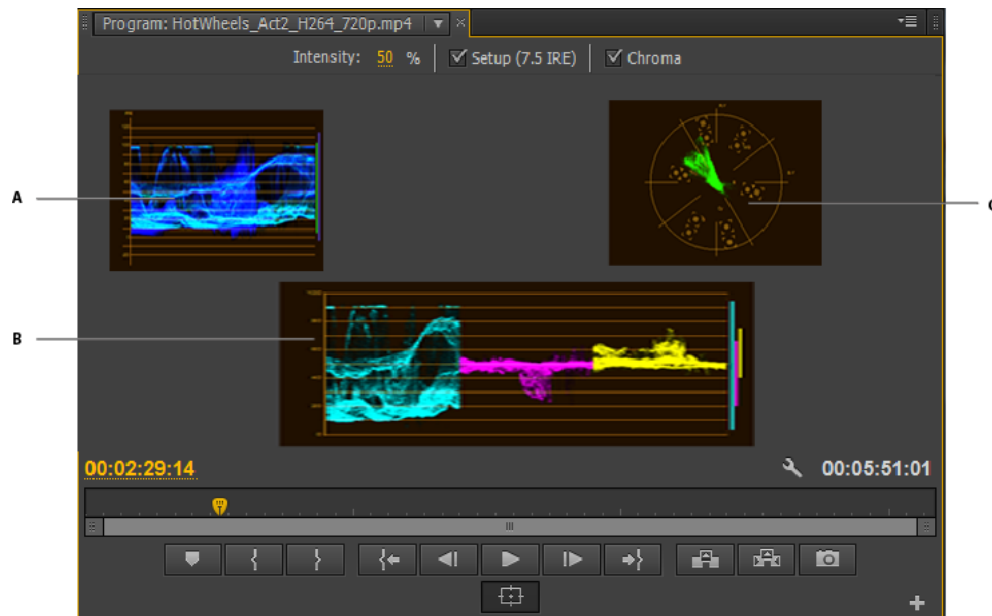 Program: HotWheels_Act2_H264_720p.mp4
Intensity: 50 % Setup (7.5 IRE) Chroma
A
B
00:02:29:14
00:05:51:01